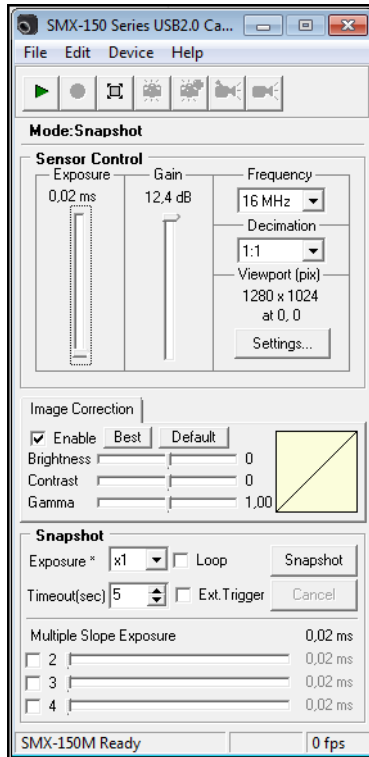 SMX-150 Series USB2.0 Ca...
File Edit Device Help
Mode:Snapshot
Sensor Control
Exposure Gain Frequency
0,02 ms 12,4 dB
16 MHz
Decimation
1:1
Viewport (pix)
1280 x 1024
at 0, 0
Settings...
Image Correction
Enable Best Default
Brightness 0
Contrast 0
Gamma 1,00
Snapshot
Exposure * x1 Loop Snapshot
Timeout(sec) 5 Ext.Trigger Cancel
Multiple Slope Exposure 0,02 ms
2 0,02 ms
3 0,02 ms
4 0,02 ms
SMX-150M Ready 0 fps